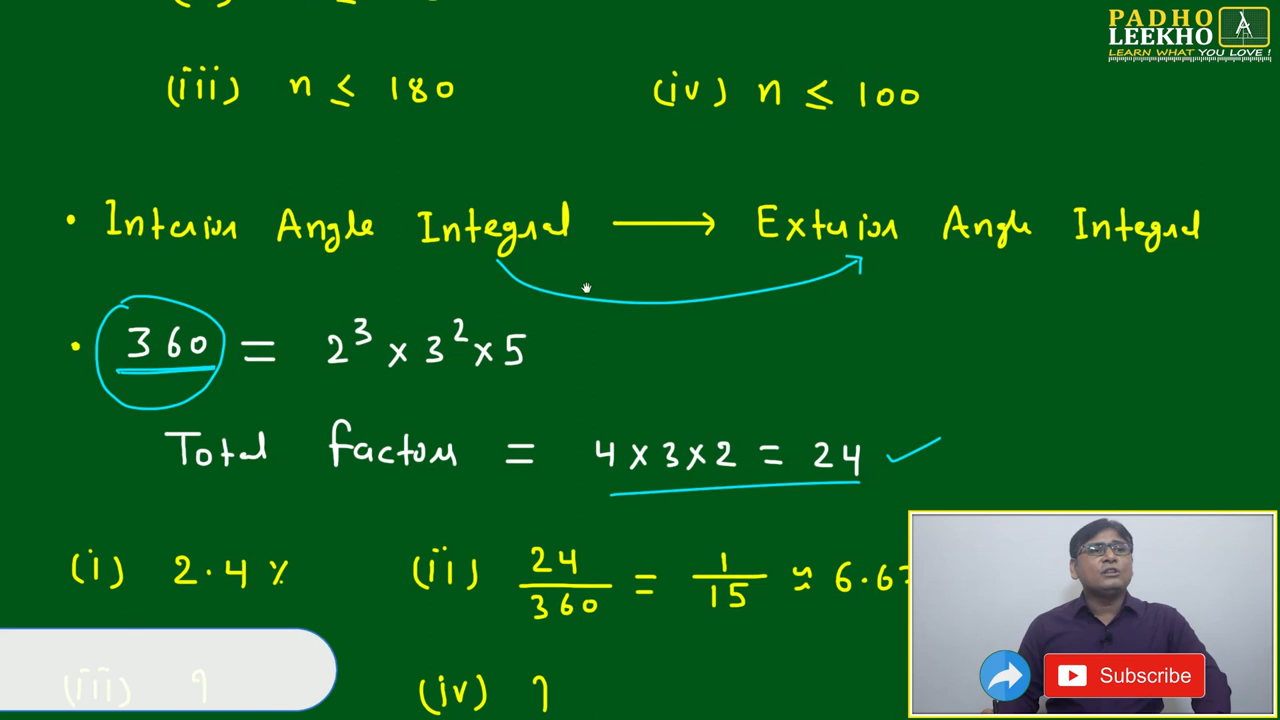 PADHO
LEEKHO
LEARN WHAT YOU LOVE !
(iii) n ≤ 180 (iv) n ≤ 100
• Interior Angle Integral → Exterior Angle Integral
• 360 = 2³ × 3² × 5
Total factors = 4 × 3 × 2 = 24
(i) 2.4 % (ii) 24/360 = 1/15 ≈ 6.6
(iii) ? (iv) ?
Subscribe